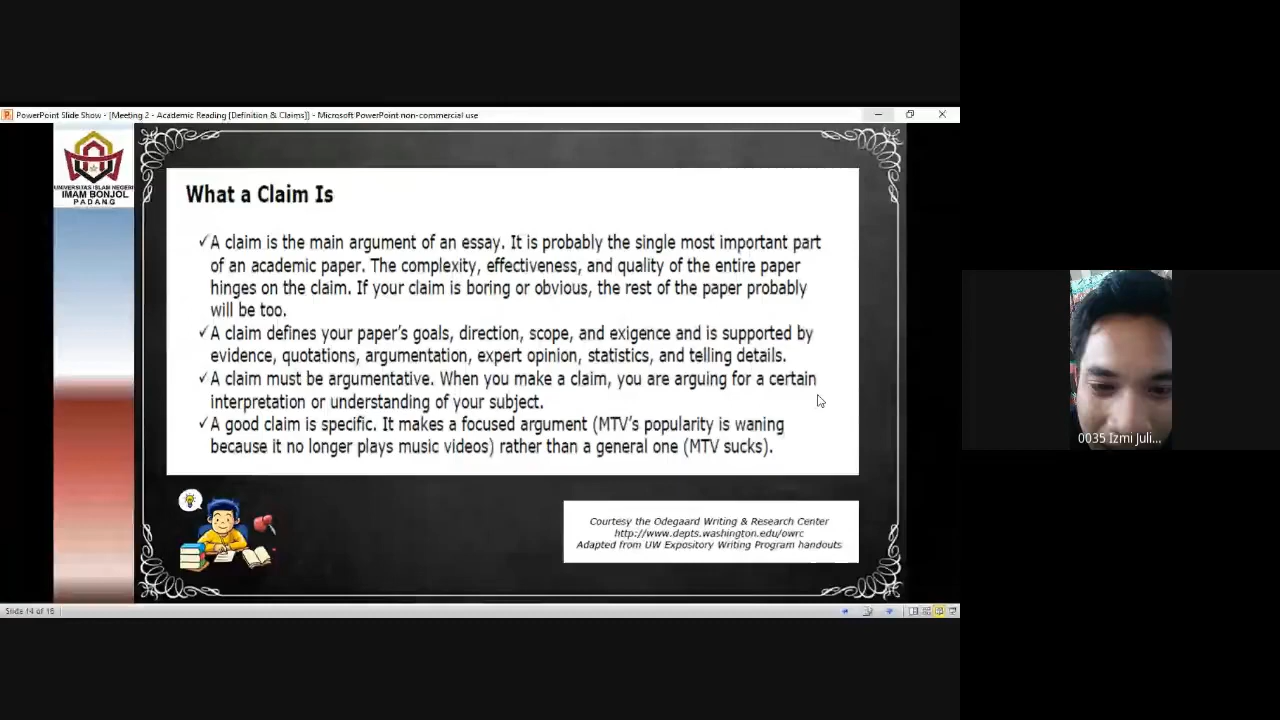 PowerPoint Slide Show - [Meeting 2 - Academic Reading [Definition & Claims]] - Microsoft PowerPoint non-commercial use
UNIVERSITAS ISLAM NEGERI
IMAM BONJOL
PADANG
What a Claim Is
✓A claim is the main argument of an essay. It is probably the single most important part
of an academic paper. The complexity, effectiveness, and quality of the entire paper
hinges on the claim. If your claim is boring or obvious, the rest of the paper probably
will be too.
✓A claim defines your paper's goals, direction, scope, and exigence and is supported by
evidence, quotations, argumentation, expert opinion, statistics, and telling details.
✓A claim must be argumentative. When you make a claim, you are arguing for a certain
interpretation or understanding of your subject.
✓A good claim is specific. It makes a focused argument (MTV's popularity is waning
because it no longer plays music videos) rather than a general one (MTV sucks).
Courtesy the Odegaard Writing & Research Center
http://www.depts.washington.edu/owrc
Adapted from UW Expository Writing Program handouts
0035 Izmi Juli...
Slide 14 of 15